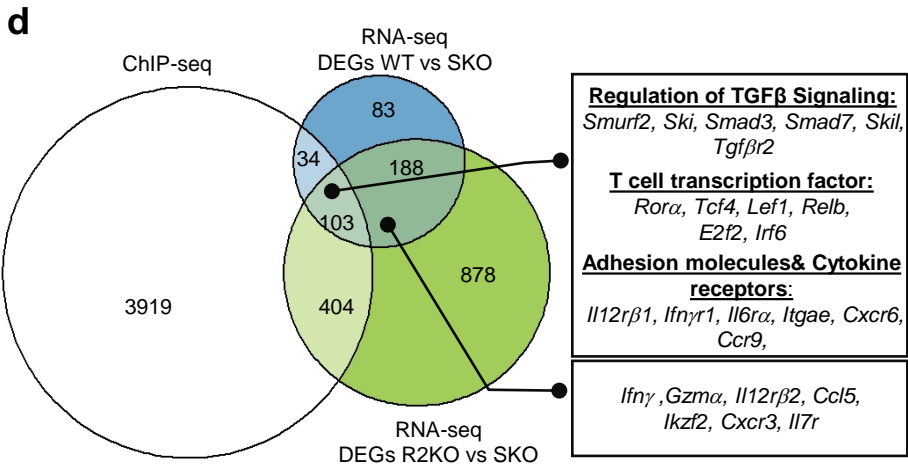 d
ChIP-seq
RNA-seq
DEGs WT vs SKO
83
34
188
103
3919
404
878
RNA-seq
DEGs R2KO vs SKO
Regulation of TGFβ Signaling:
Smurf2, Ski, Smad3, Smad7, Skil,
Tgfβr2
T cell transcription factor:
Rorα, Tcf4, Lef1, Relb,
E2f2, Irf6
Adhesion molecules& Cytokine
receptors:
Il12rβ1, Ifnγr1, Il6rα, Itgae, Cxcr6,
Ccr9,
Ifnγ ,Gzmα, Il12rβ2, Ccl5,
Ikzf2, Cxcr3, Il7r